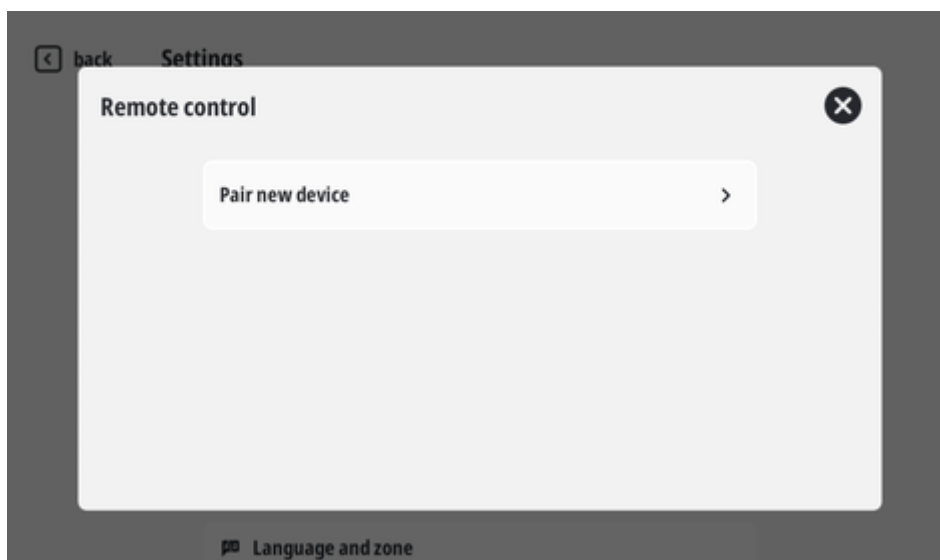 back Settings
Remote control
Pair new device
Language and zone